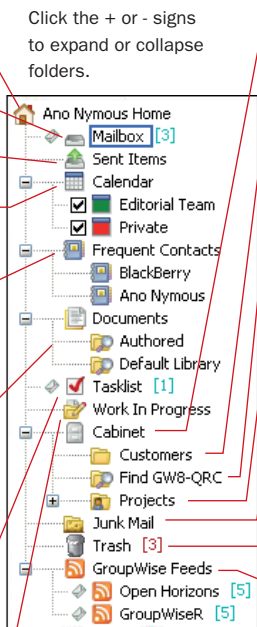 Click the + or - signs
to expand or collapse
folders.
Ano Nymous Home
Mailbox [3]
Sent Items
Calendar
Editorial Team
Private
Frequent Contacts
BlackBerry
Ano Nymous
Documents
Authored
Default Library
Tasklist [1]
Work In Progress
Cabinet
Customers
Find GW8-QRC
Projects
Junk Mail
Trash [3]
GroupWise Feeds
Open Horizons [5]
GroupWiseR [5]